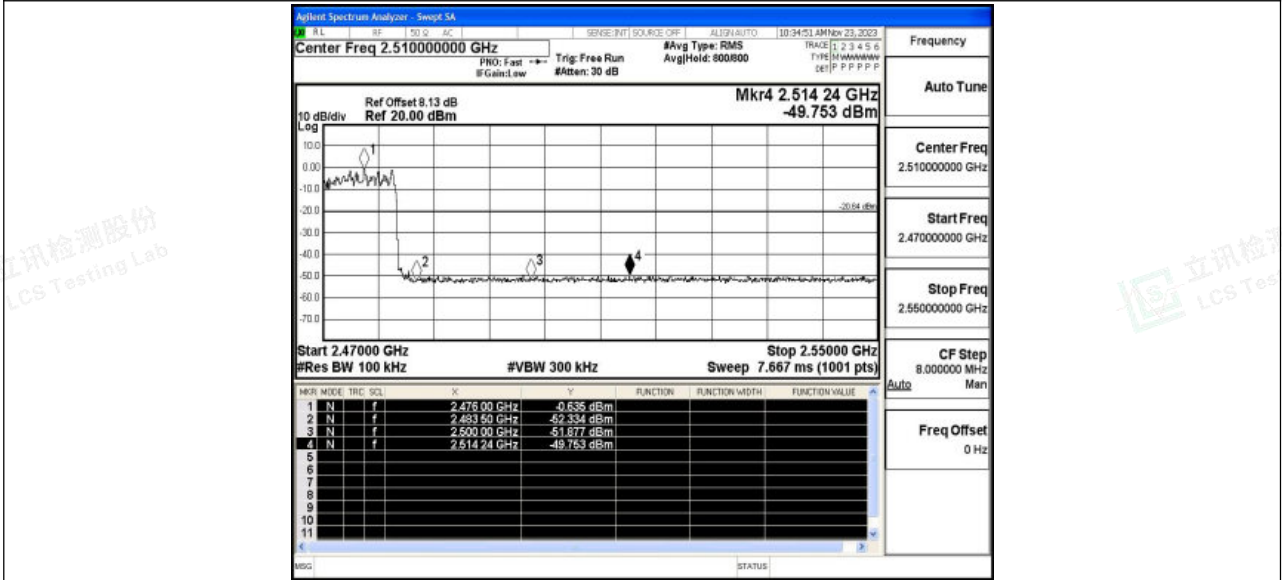 Agilent Spectrum Analyzer - Swept SA
RL RF 50 Ω AC SENSE:INT SOURCE OFF ALIGN AUTO 10:34:51 AM Nov 23, 2023
Center Freq 2.510000000 GHz
PNO: Fast
IFGain:Low
Trig: Free Run
#Atten: 30 dB
#Avg Type: RMS
Avg|Hold: 800/800
TRACE 1 2 3 4 5 6
TYPE M WWWWW
DET P P P P P P
Ref Offset 8.13 dB
10 dB/div Ref 20.00 dBm
Log
Mkr4 2.514 24 GHz
-49.753 dBm
10.0
0.00
-10.0
-20.0
-30.0
-40.0
-50.0
-60.0
-70.0
1
2
3
4
-20.64 dBm
Start 2.47000 GHz Stop 2.55000 GHz
#Res BW 100 kHz #VBW 300 kHz Sweep 7.667 ms (1001 pts)
MKR MODE TRC SCL X Y FUNCTION FUNCTION WIDTH FUNCTION VALUE
1 N f 2.476 00 GHz -0.635 dBm
2 N f 2.483 50 GHz -52.334 dBm
3 N f 2.500 00 GHz -51.877 dBm
4 N f 2.514 24 GHz -49.753 dBm
5
6
7
8
9
10
11
MSG STATUS
Frequency
Auto Tune
Center Freq
2.510000000 GHz
Start Freq
2.470000000 GHz
Stop Freq
2.550000000 GHz
CF Step
8.000000 MHz
Auto Man
Freq Offset
0 Hz
立讯检测股份
LCS Testing Lab
立讯检
LCS Tes